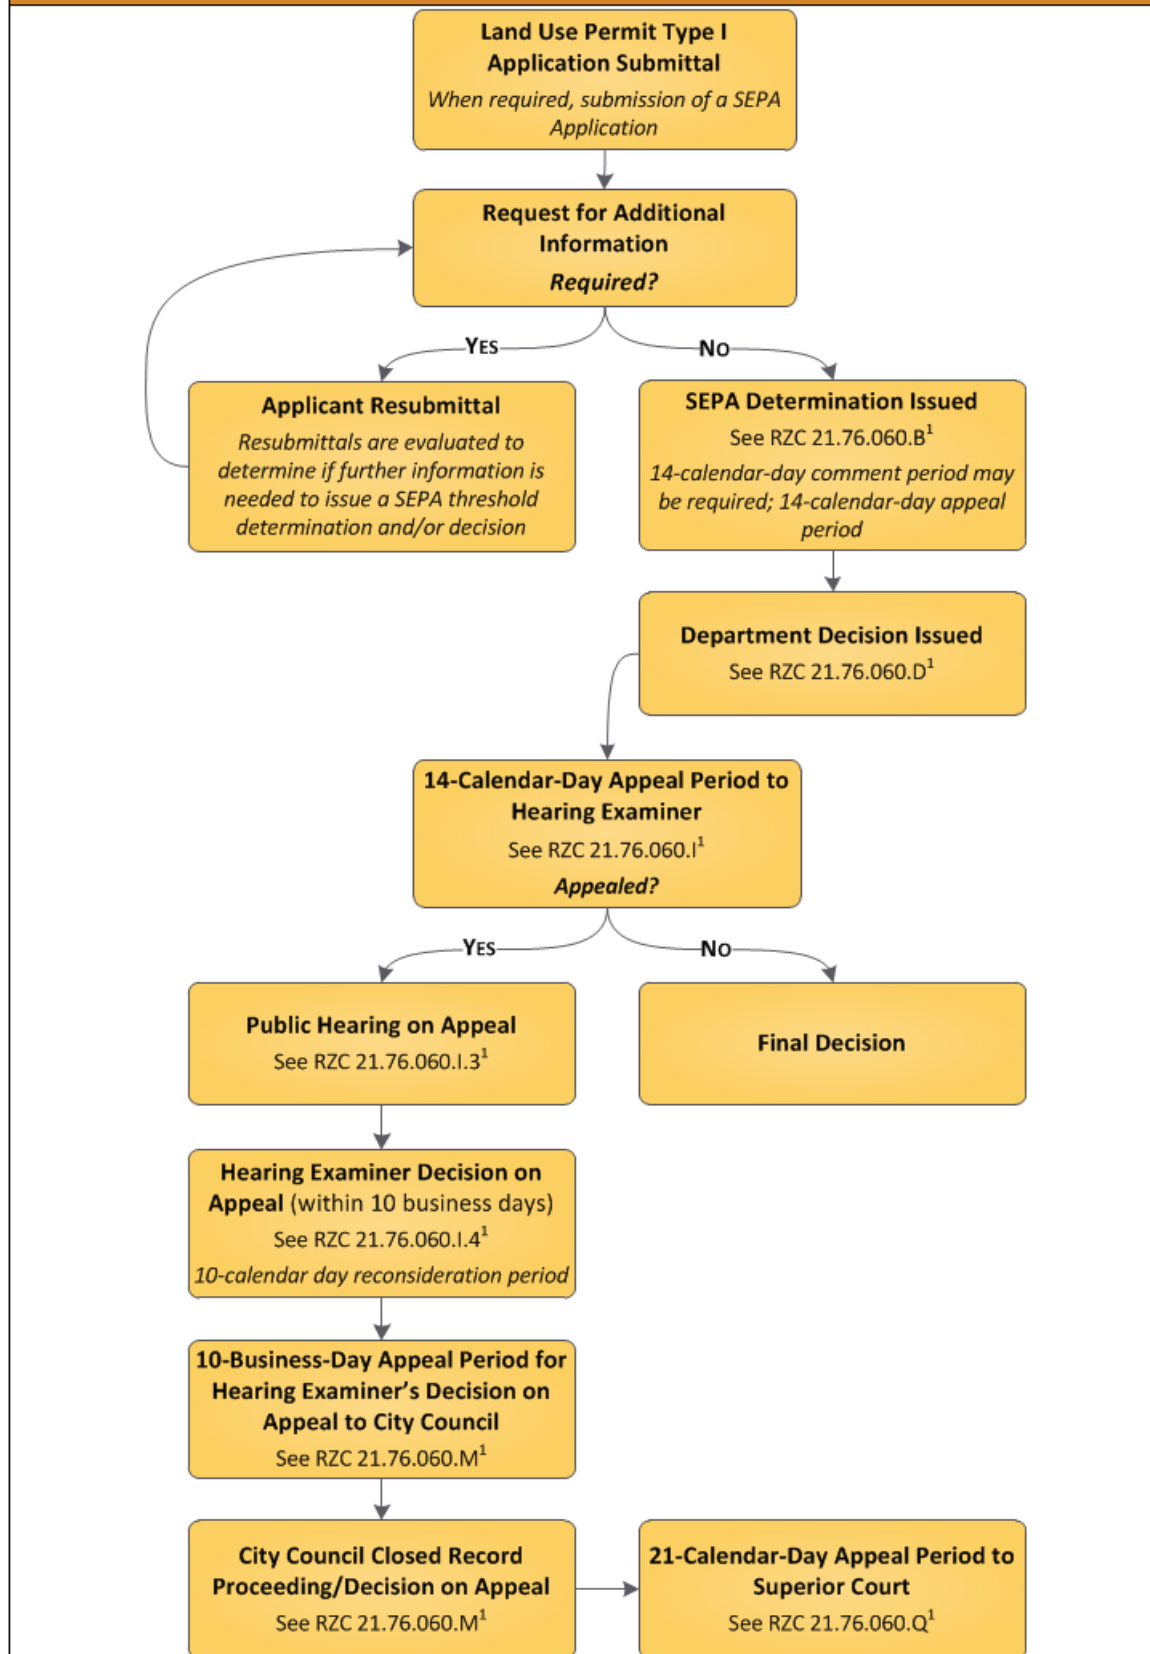 Land Use Permit Type I
Application Submittal
When required, submission of a SEPA
Application
Request for Additional
Information
Required?
YES
NO
Applicant Resubmittal
Resubmittals are evaluated to
determine if further information is
needed to issue a SEPA threshold
determination and/or decision
SEPA Determination Issued
See RZC 21.76.060.B¹
14-calendar-day comment period may
be required; 14-calendar-day appeal
period
Department Decision Issued
See RZC 21.76.060.D¹
14-Calendar-Day Appeal Period to
Hearing Examiner
See RZC 21.76.060.I¹
Appealed?
YES
NO
Public Hearing on Appeal
See RZC 21.76.060.I.3¹
Final Decision
Hearing Examiner Decision on
Appeal (within 10 business days)
See RZC 21.76.060.I.4¹
10-calendar day reconsideration period
10-Business-Day Appeal Period for
Hearing Examiner’s Decision on
Appeal to City Council
See RZC 21.76.060.M¹
City Council Closed Record
Proceeding/Decision on Appeal
See RZC 21.76.060.M¹
21-Calendar-Day Appeal Period to
Superior Court
See RZC 21.76.060.Q¹